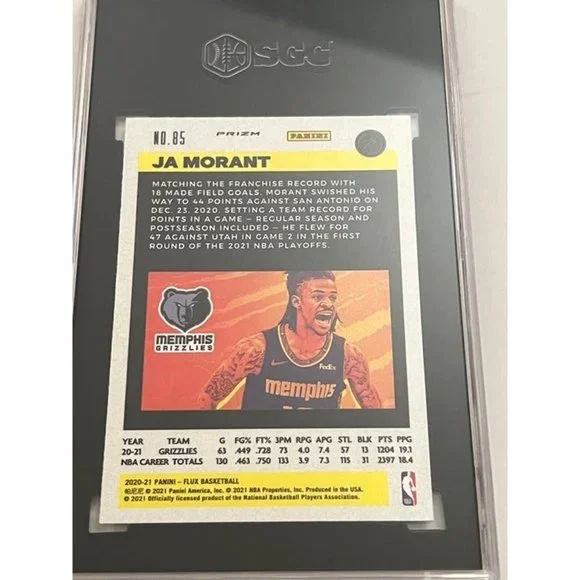 SGC
NO.85 PRIZM PANINI
JA MORANT
MATCHING THE FRANCHISE RECORD WITH
18 MADE FIELD GOALS, MORANT SWISHED HIS
WAY TO 44 POINTS AGAINST SAN ANTONIO ON
DEC. 23, 2020. SETTING A TEAM RECORD FOR
POINTS IN A GAME – REGULAR SEASON AND
POSTSEASON INCLUDED – HE FLEW FOR
47 AGAINST UTAH IN GAME 2 IN THE FIRST
ROUND OF THE 2021 NBA PLAYOFFS.
MEMPHIS
GRIZZLIES
FedEx
memphis
YEAR TEAM G FG% FT% 3PM RPG APG STL BLK PTS PPG
20-21 GRIZZLIES 63 .449 .728 73 4.0 7.4 57 13 1204 19.1
NBA CAREER TOTALS 130 .463 .750 133 3.9 7.3 115 31 2397 18.4
2020-21 PANINI – FLUX BASKETBALL
帕尼尼 © 2021 Panini America, Inc. © 2021 NBA Properties, Inc. Produced in the USA.
© 2021 Officially licensed product of the National Basketball Players Association.